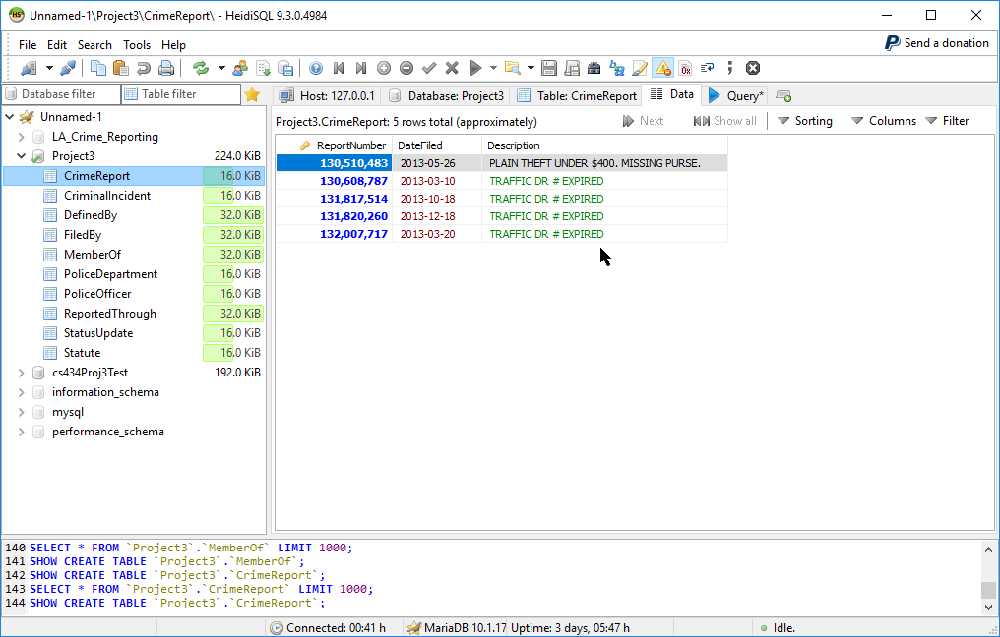 Unnamed-1\Project3\CrimeReport\ - HeidiSQL 9.3.0.4984
File Edit Search Tools Help
Send a donation
Database filter Table filter
Host: 127.0.0.1 Database: Project3 Table: CrimeReport Data Query*
Project3.CrimeReport: 5 rows total (approximately) Next Show all Sorting Columns Filter
Unnamed-1
LA_Crime_Reporting
Project3 224.0 KiB
CrimeReport 16.0 KiB
CriminalIncident 16.0 KiB
DefinedBy 32.0 KiB
FiledBy 32.0 KiB
MemberOf 32.0 KiB
PoliceDepartment 16.0 KiB
PoliceOfficer 16.0 KiB
ReportedThrough 32.0 KiB
StatusUpdate 16.0 KiB
Statute 16.0 KiB
cs434Proj3Test 192.0 KiB
information_schema
mysql
performance_schema
ReportNumber DateFiled Description
130,510,483 2013-05-26 PLAIN THEFT UNDER $400. MISSING PURSE.
130,608,787 2013-03-10 TRAFFIC DR # EXPIRED
131,817,514 2013-10-18 TRAFFIC DR # EXPIRED
131,820,260 2013-12-18 TRAFFIC DR # EXPIRED
132,007,717 2013-03-20 TRAFFIC DR # EXPIRED
140 SELECT * FROM `Project3`.`MemberOf` LIMIT 1000;
141 SHOW CREATE TABLE `Project3`.`MemberOf`;
142 SHOW CREATE TABLE `Project3`.`CrimeReport`;
143 SELECT * FROM `Project3`.`CrimeReport` LIMIT 1000;
144 SHOW CREATE TABLE `Project3`.`CrimeReport`;
Connected: 00:41 h MariaDB 10.1.17 Uptime: 3 days, 05:47 h Idle.